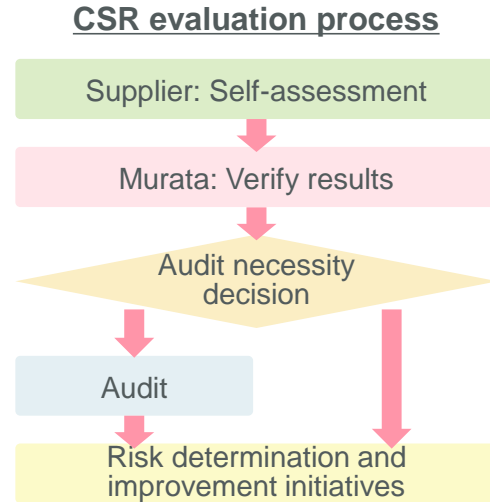 CSR evaluation process
Supplier: Self-assessment
Murata: Verify results
Audit necessity
decision
Audit
Risk determination and
improvement initiatives